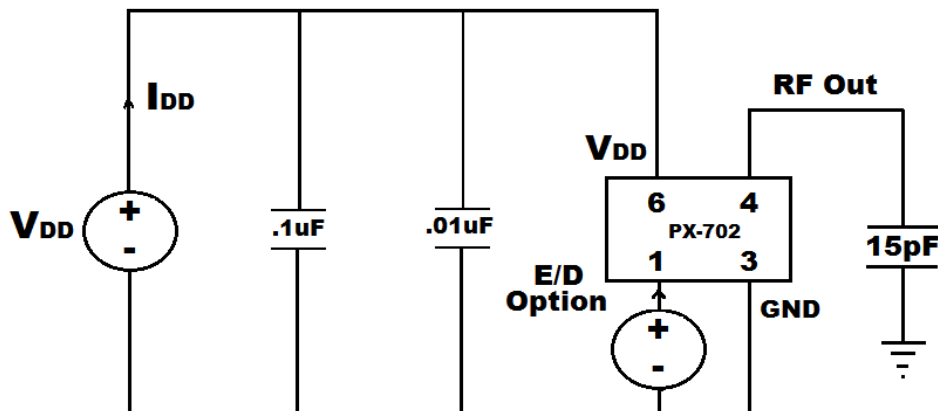 IDD
RF Out
VDD
VDD
+
-
.1uF
.01uF
6
4
PX-702
1
3
15pF
E/D
Option
GND
+
-